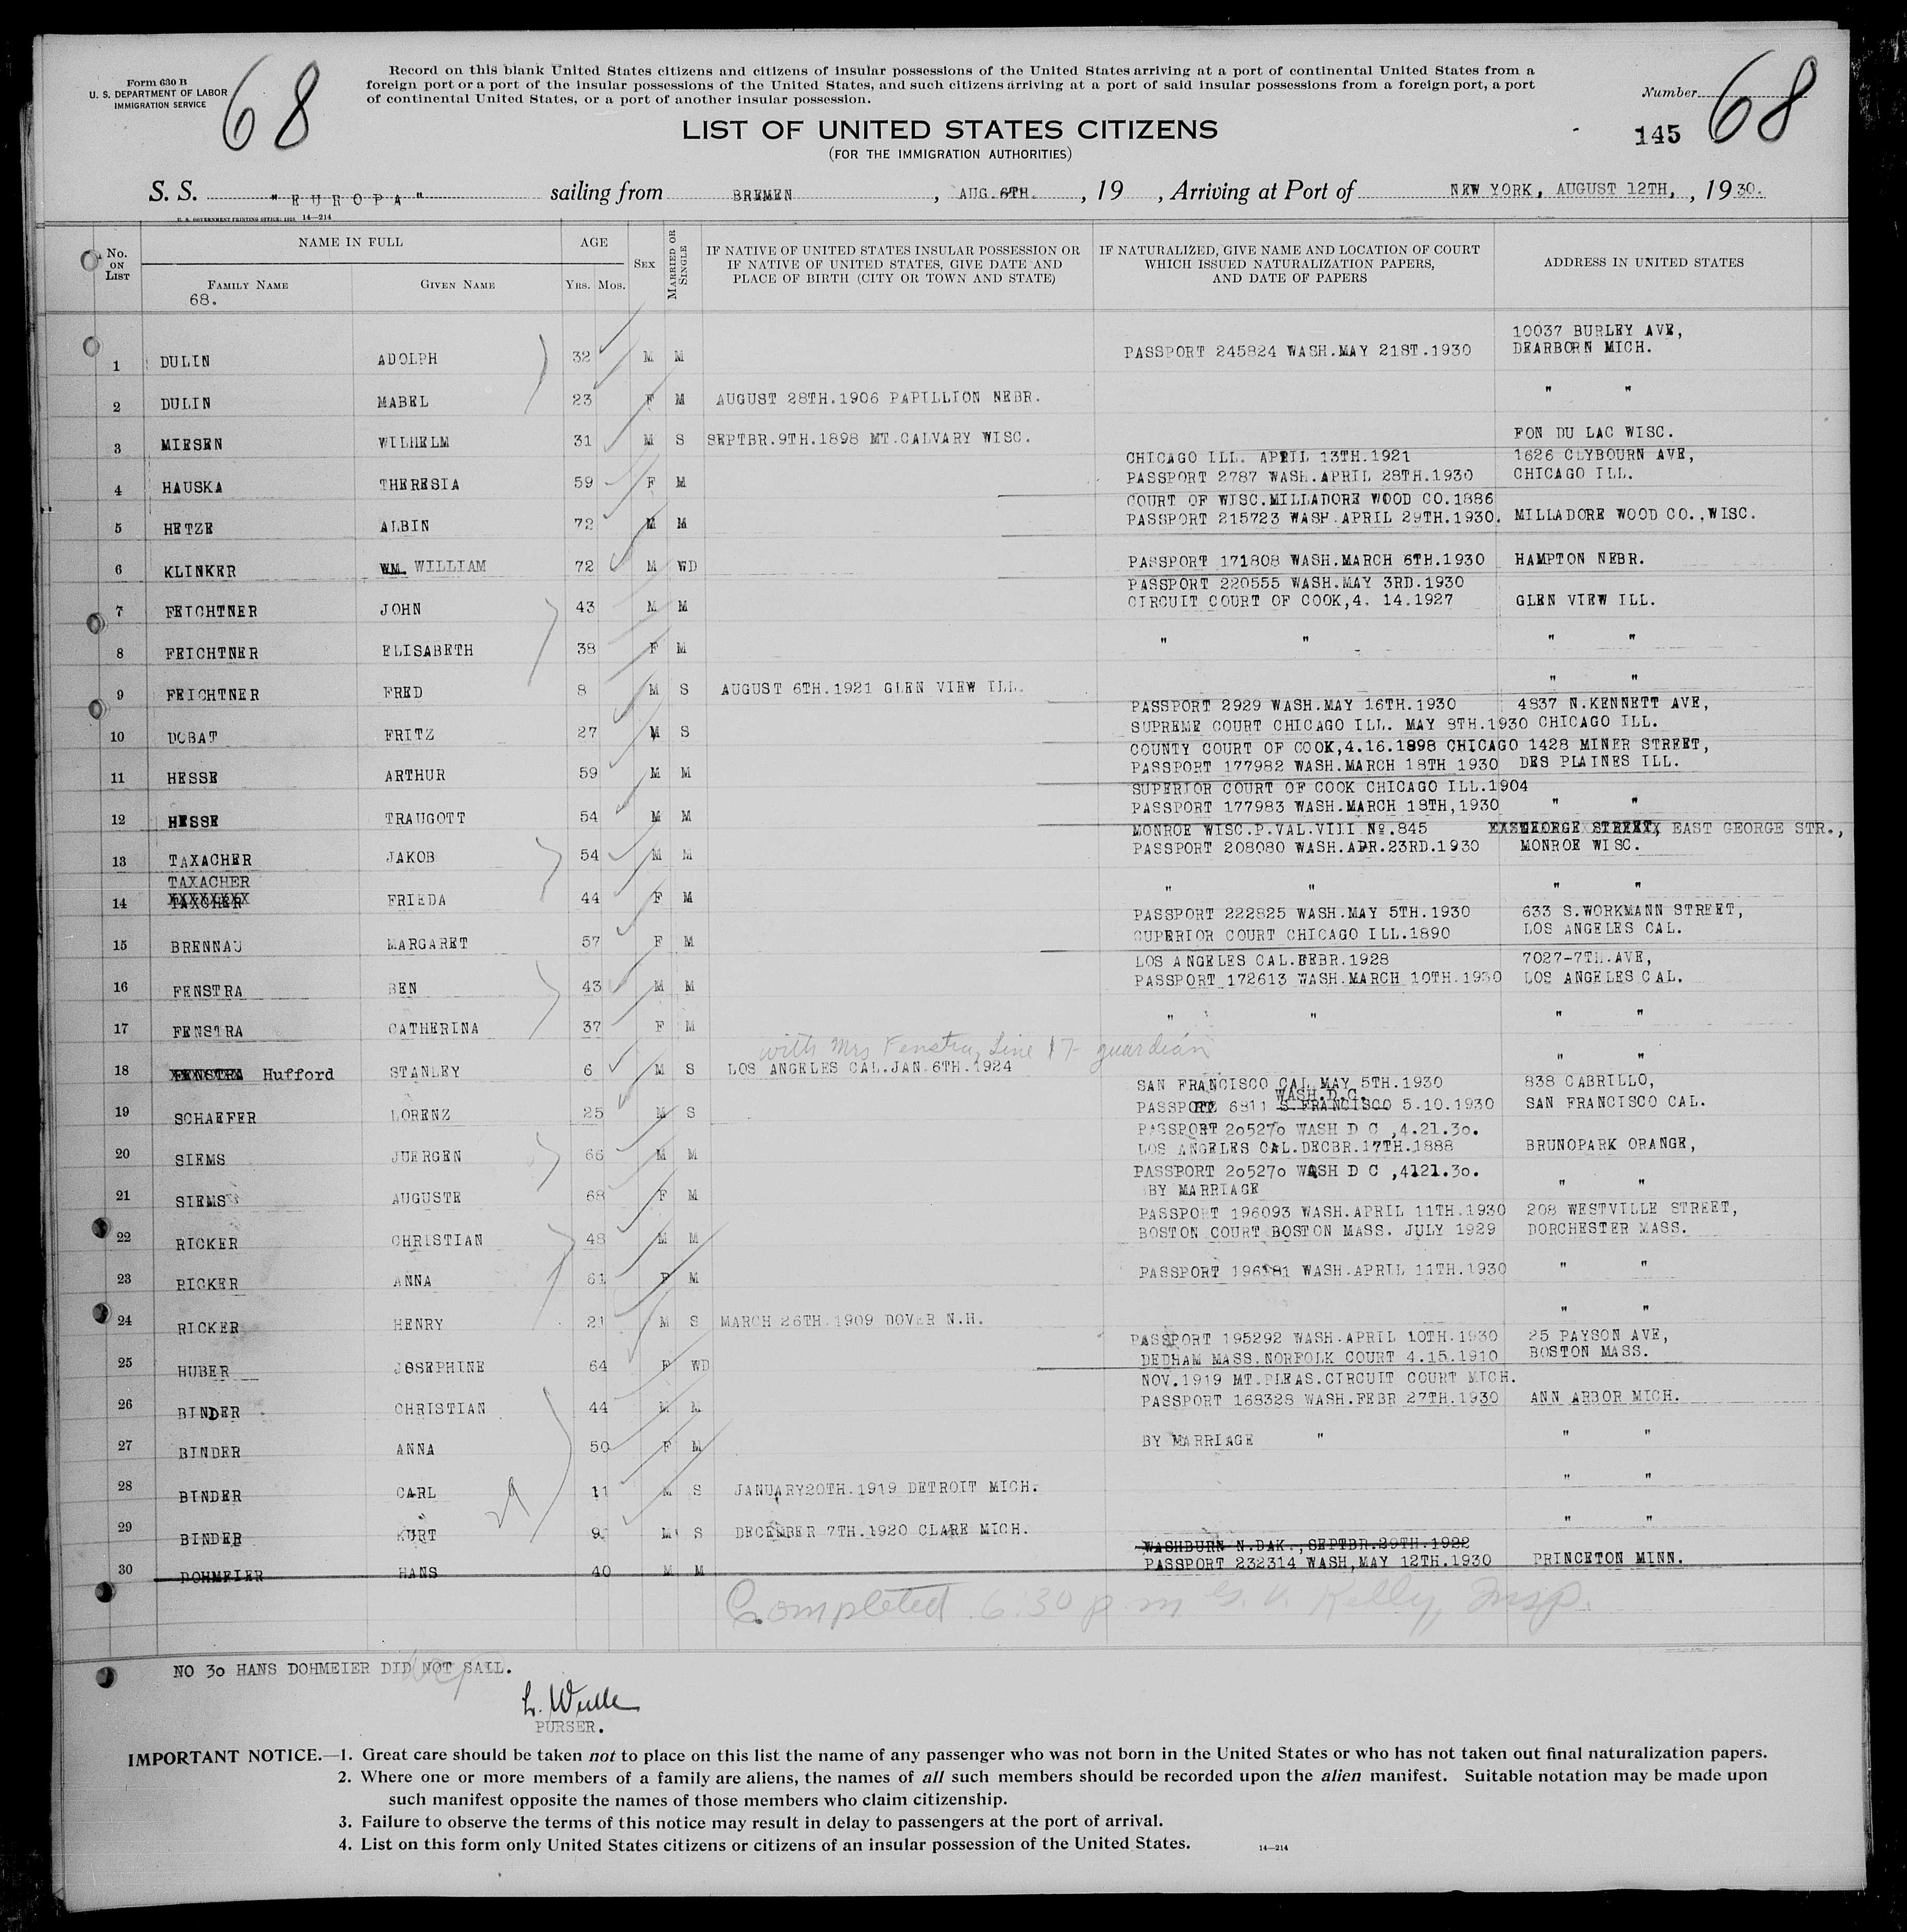 Form 630 B
U. S. DEPARTMENT OF LABOR
IMMIGRATION SERVICE
68
Record on this blank United States citizens and citizens of insular possessions of the United States arriving at a port of continental United States from a
foreign port or a port of the insular possessions of the United States, and such citizens arriving at a port of said insular possessions from a foreign port, a port
of continental United States, or a port of another insular possession.
Number 68
145
LIST OF UNITED STATES CITIZENS
(FOR THE IMMIGRATION AUTHORITIES)
S. S. "EUROPA" sailing from BREMEN, AUG. 6TH., 19 , Arriving at Port of NEW YORK, AUGUST 12TH, , 1930.
U. S. GOVERNMENT PRINTING OFFICE: 1928 14—214
No. ON LIST
NAME IN FULL
FAMILY NAME
68.
GIVEN NAME
AGE
YRS. MOS.
SEX
MARRIED OR SINGLE
IF NATIVE OF UNITED STATES INSULAR POSSESSION OR
IF NATIVE OF UNITED STATES, GIVE DATE AND
PLACE OF BIRTH (CITY OR TOWN AND STATE)
IF NATURALIZED, GIVE NAME AND LOCATION OF COURT
WHICH ISSUED NATURALIZATION PAPERS,
AND DATE OF PAPERS
ADDRESS IN UNITED STATES
10037 BURLEY AVE,
1 DULIN ADOLPH 32 M M PASSPORT 245824 WASH.MAY 21ST.1930 DEARBORN MICH.
2 DULIN MABEL 23 F M AUGUST 28TH.1906 PAPILLION NEBR. " "
3 MIESEN WILHELM 31 M S SEPTBR.9TH.1898 MT.CALVARY WISC. FON DU LAC WISC.
CHICAGO ILL. APRIL 13TH.1921 1626 CLYBOURN AVE,
4 HAUSKA THERESIA 59 F M PASSPORT 2787 WASH.APRIL 28TH.1930 CHICAGO ILL.
COURT OF WISC.MILLADORE WOOD CO.1886
5 HETZE ALBIN 72 M M PASSPORT 215723 WASH.APRIL 29TH.1930. MILLADORE WOOD CO.,WISC.
6 KLINKER WM. WILLIAM 72 M WD PASSPORT 171808 WASH.MARCH 6TH.1930 HAMPTON NEBR.
PASSPORT 220555 WASH.MAY 3RD.1930
7 FEICHTNER JOHN 43 M M CIRCUIT COURT OF COOK,4. 14.1927 GLEN VIEW ILL.
8 FEICHTNER ELISABETH 38 F M " " " "
9 FEICHTNER FRED 8 M S AUGUST 6TH.1921 GLEN VIEW ILL. " "
PASSPORT 2929 WASH.MAY 16TH.1930 4837 N.KENNETT AVE,
10 DOBAT FRITZ 27 M S SUPREME COURT CHICAGO ILL. MAY 8TH.1930 CHICAGO ILL.
COUNTY COURT OF COOK,4.16.1898 CHICAGO 1428 MINER STREET,
11 HESSE ARTHUR 59 M M PASSPORT 177982 WASH.MARCH 18TH 1930 DES PLAINES ILL.
SUPERIOR COURT OF COOK CHICAGO ILL.1904
12 HESSE TRAUGOTT 54 M M PASSPORT 177983 WASH.MARCH 18TH,1930 " "
MONROE WISC.P.VAL.VIII No.845 EAST GEORGE STR.,
13 TAXACHER JAKOB 54 M M PASSPORT 208080 WASH.APR.23RD.1930 MONROE WISC.
TAXACHER
14 FRIEDA 44 F M " " " "
PASSPORT 222825 WASH.MAY 5TH.1930 633 S.WORKMANN STREET,
15 BRENNAU MARGARET 57 F M SUPERIOR COURT CHICAGO ILL.1890 LOS ANGELES CAL.
LOS ANGELES CAL.FEBR.1928 7027-7TH.AVE,
16 FENSTRA BEN 43 M M PASSPORT 172613 WASH.MARCH 10TH.1930 LOS ANGELES CAL.
17 FENSTRA CATHERINA 37 F M " " " "
with Mrs Fenstra, Line 17 - guardian
18 FENSTRA Hufford STANLEY 6 M S LOS ANGELES CAL.JAN.6TH.1924 " "
SAN FRANCISCO CAL MAY 5TH.1930 838 CABRILLO,
WASH.D.C.
19 SCHAEFER LORENZ 25 M S PASSPORT 6811 S.FRANCISCO 5.10.1930 SAN FRANCISCO CAL.
PASSPORT 205270 WASH D C ,4.21.30.
20 SIEMS JUERGEN 66 M M LOS ANGELES CAL.DECBR.17TH.1888 BRUNOPARK ORANGE,
PASSPORT 205270 WASH D C ,4121.30.
21 SIEMS AUGUSTE 68 F M BY MARRIAGE " "
PASSPORT 196093 WASH.APRIL 11TH.1930 208 WESTVILLE STREET,
22 RICKER CHRISTIAN 48 M M BOSTON COURT BOSTON MASS. JULY 1929 DORCHESTER MASS.
23 RICKER ANNA 61 F M PASSPORT 196181 WASH.APRIL 11TH.1930 " "
24 RICKER HENRY 21 M S MARCH 26TH.1909 DOVER N.H. " "
PASSPORT 195292 WASH.APRIL 10TH.1930 25 PAYSON AVE,
25 HUBER JOSEPHINE 64 F WD DEDHAM MASS.NORFOLK COURT 4.15.1910 BOSTON MASS.
NOV.1919 MT.PLEAS.CIRCUIT COURT MICH.
26 BINDER CHRISTIAN 44 M M PASSPORT 168328 WASH.FEBR 27TH.1930 ANN ARBOR MICH.
27 BINDER ANNA 50 F M BY MARRIAGE " " "
28 BINDER CARL 11 M S JANUARY20TH.1919 DETROIT MICH. " "
29 BINDER KURT 9 M S DECEMBER 7TH.1920 CLARE MICH. " "
WASHBURN N.DAK.,SEPTBR.29TH.1922
30 DOHMEIER HANS 40 M M PASSPORT 232314 WASH,MAY 12TH.1930 PRINCETON MINN.
Completed 6:30 p.m G. V. Kelly, Insp.
NO 30 HANS DOHMEIER DID NOT SAIL.
PURSER.
IMPORTANT NOTICE.—1. Great care should be taken not to place on this list the name of any passenger who was not born in the United States or who has not taken out final naturalization papers.
2. Where one or more members of a family are aliens, the names of all such members should be recorded upon the alien manifest. Suitable notation may be made upon
such manifest opposite the names of those members who claim citizenship.
3. Failure to observe the terms of this notice may result in delay to passengers at the port of arrival.
4. List on this form only United States citizens or citizens of an insular possession of the United States.
14—214